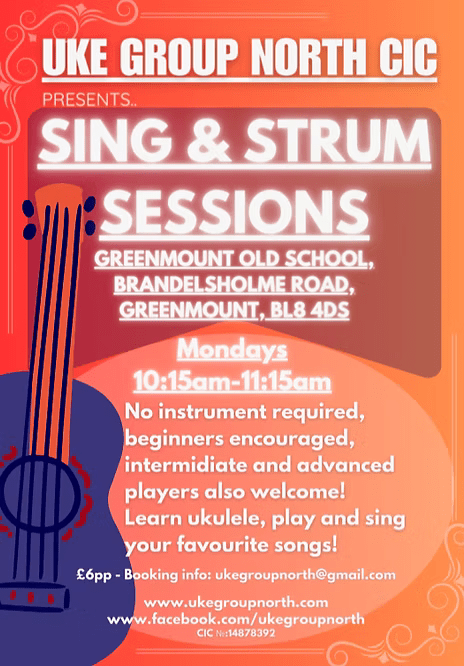 UKE GROUP NORTH CIC
PRESENTS..
SING & STRUM
SESSIONS
GREENMOUNT OLD SCHOOL,
BRANDELSHOLME ROAD,
GREENMOUNT, BL8 4DS
Mondays
10:15am-11:15am
No instrument required,
beginners encouraged,
intermidiate and advanced
players also welcome!
Learn ukulele, play and sing
your favourite songs!
£6pp - Booking info: ukegroupnorth@gmail.com
www.ukegroupnorth.com
www.facebook.com/ukegroupnorth
CIC №:14878392